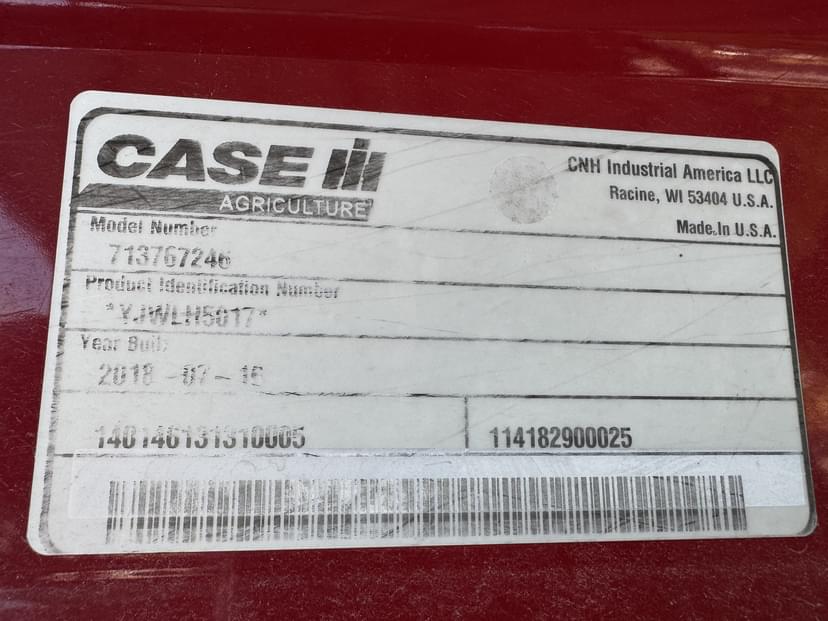 CASE IH
AGRICULTURE
CNH Industrial America LLC
Racine, WI 53404 U.S.A.
Made In U.S.A.
Model Number
713767246
Product Identification Number
*YJWLH5017*
Year Built
2018 -07-16
140146131310005
114182900025